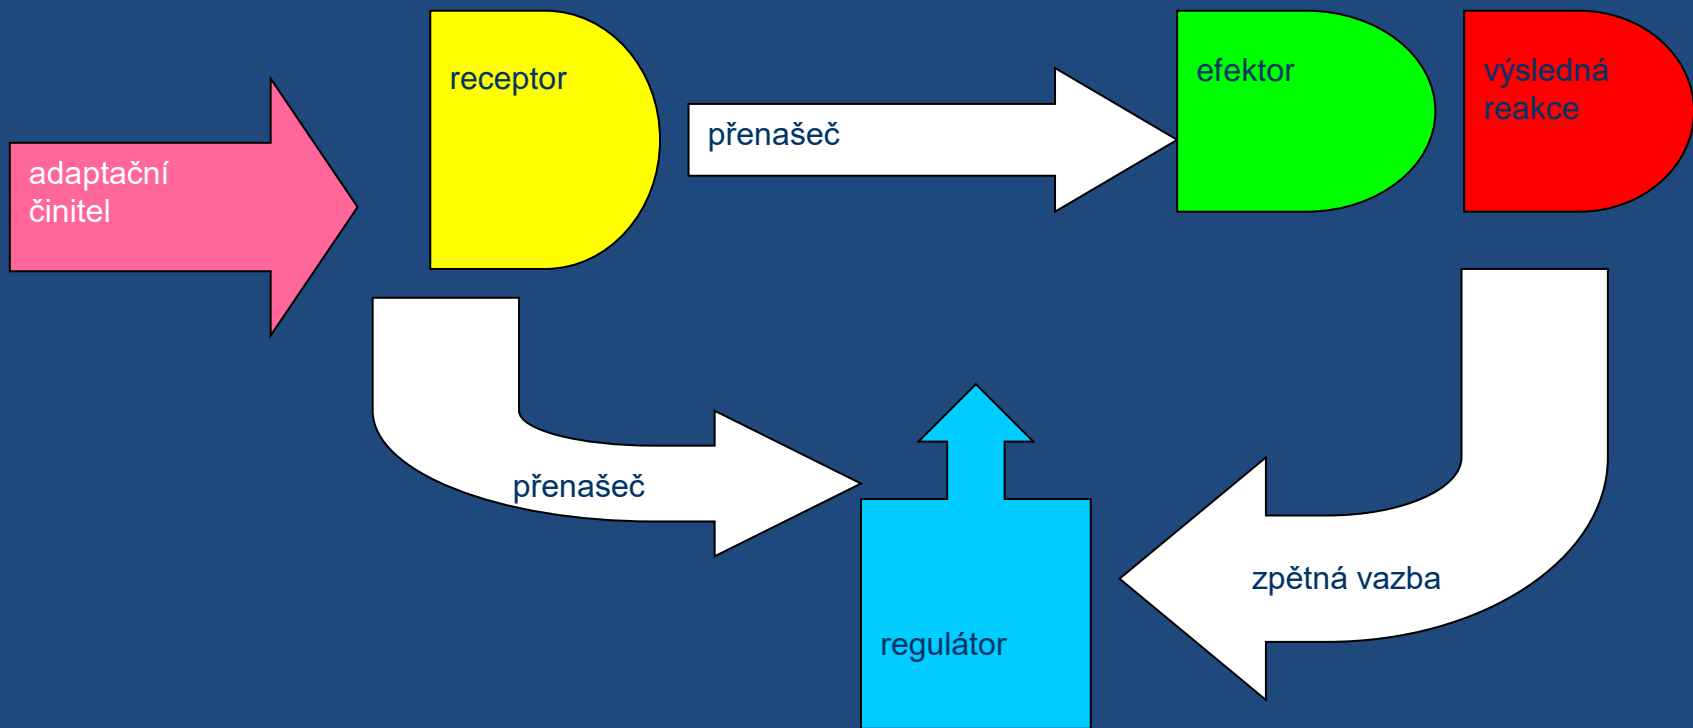 adaptační
činitel
receptor
přenašeč
efektor
výsledná
reakce
přenašeč
regulátor
zpětná vazba